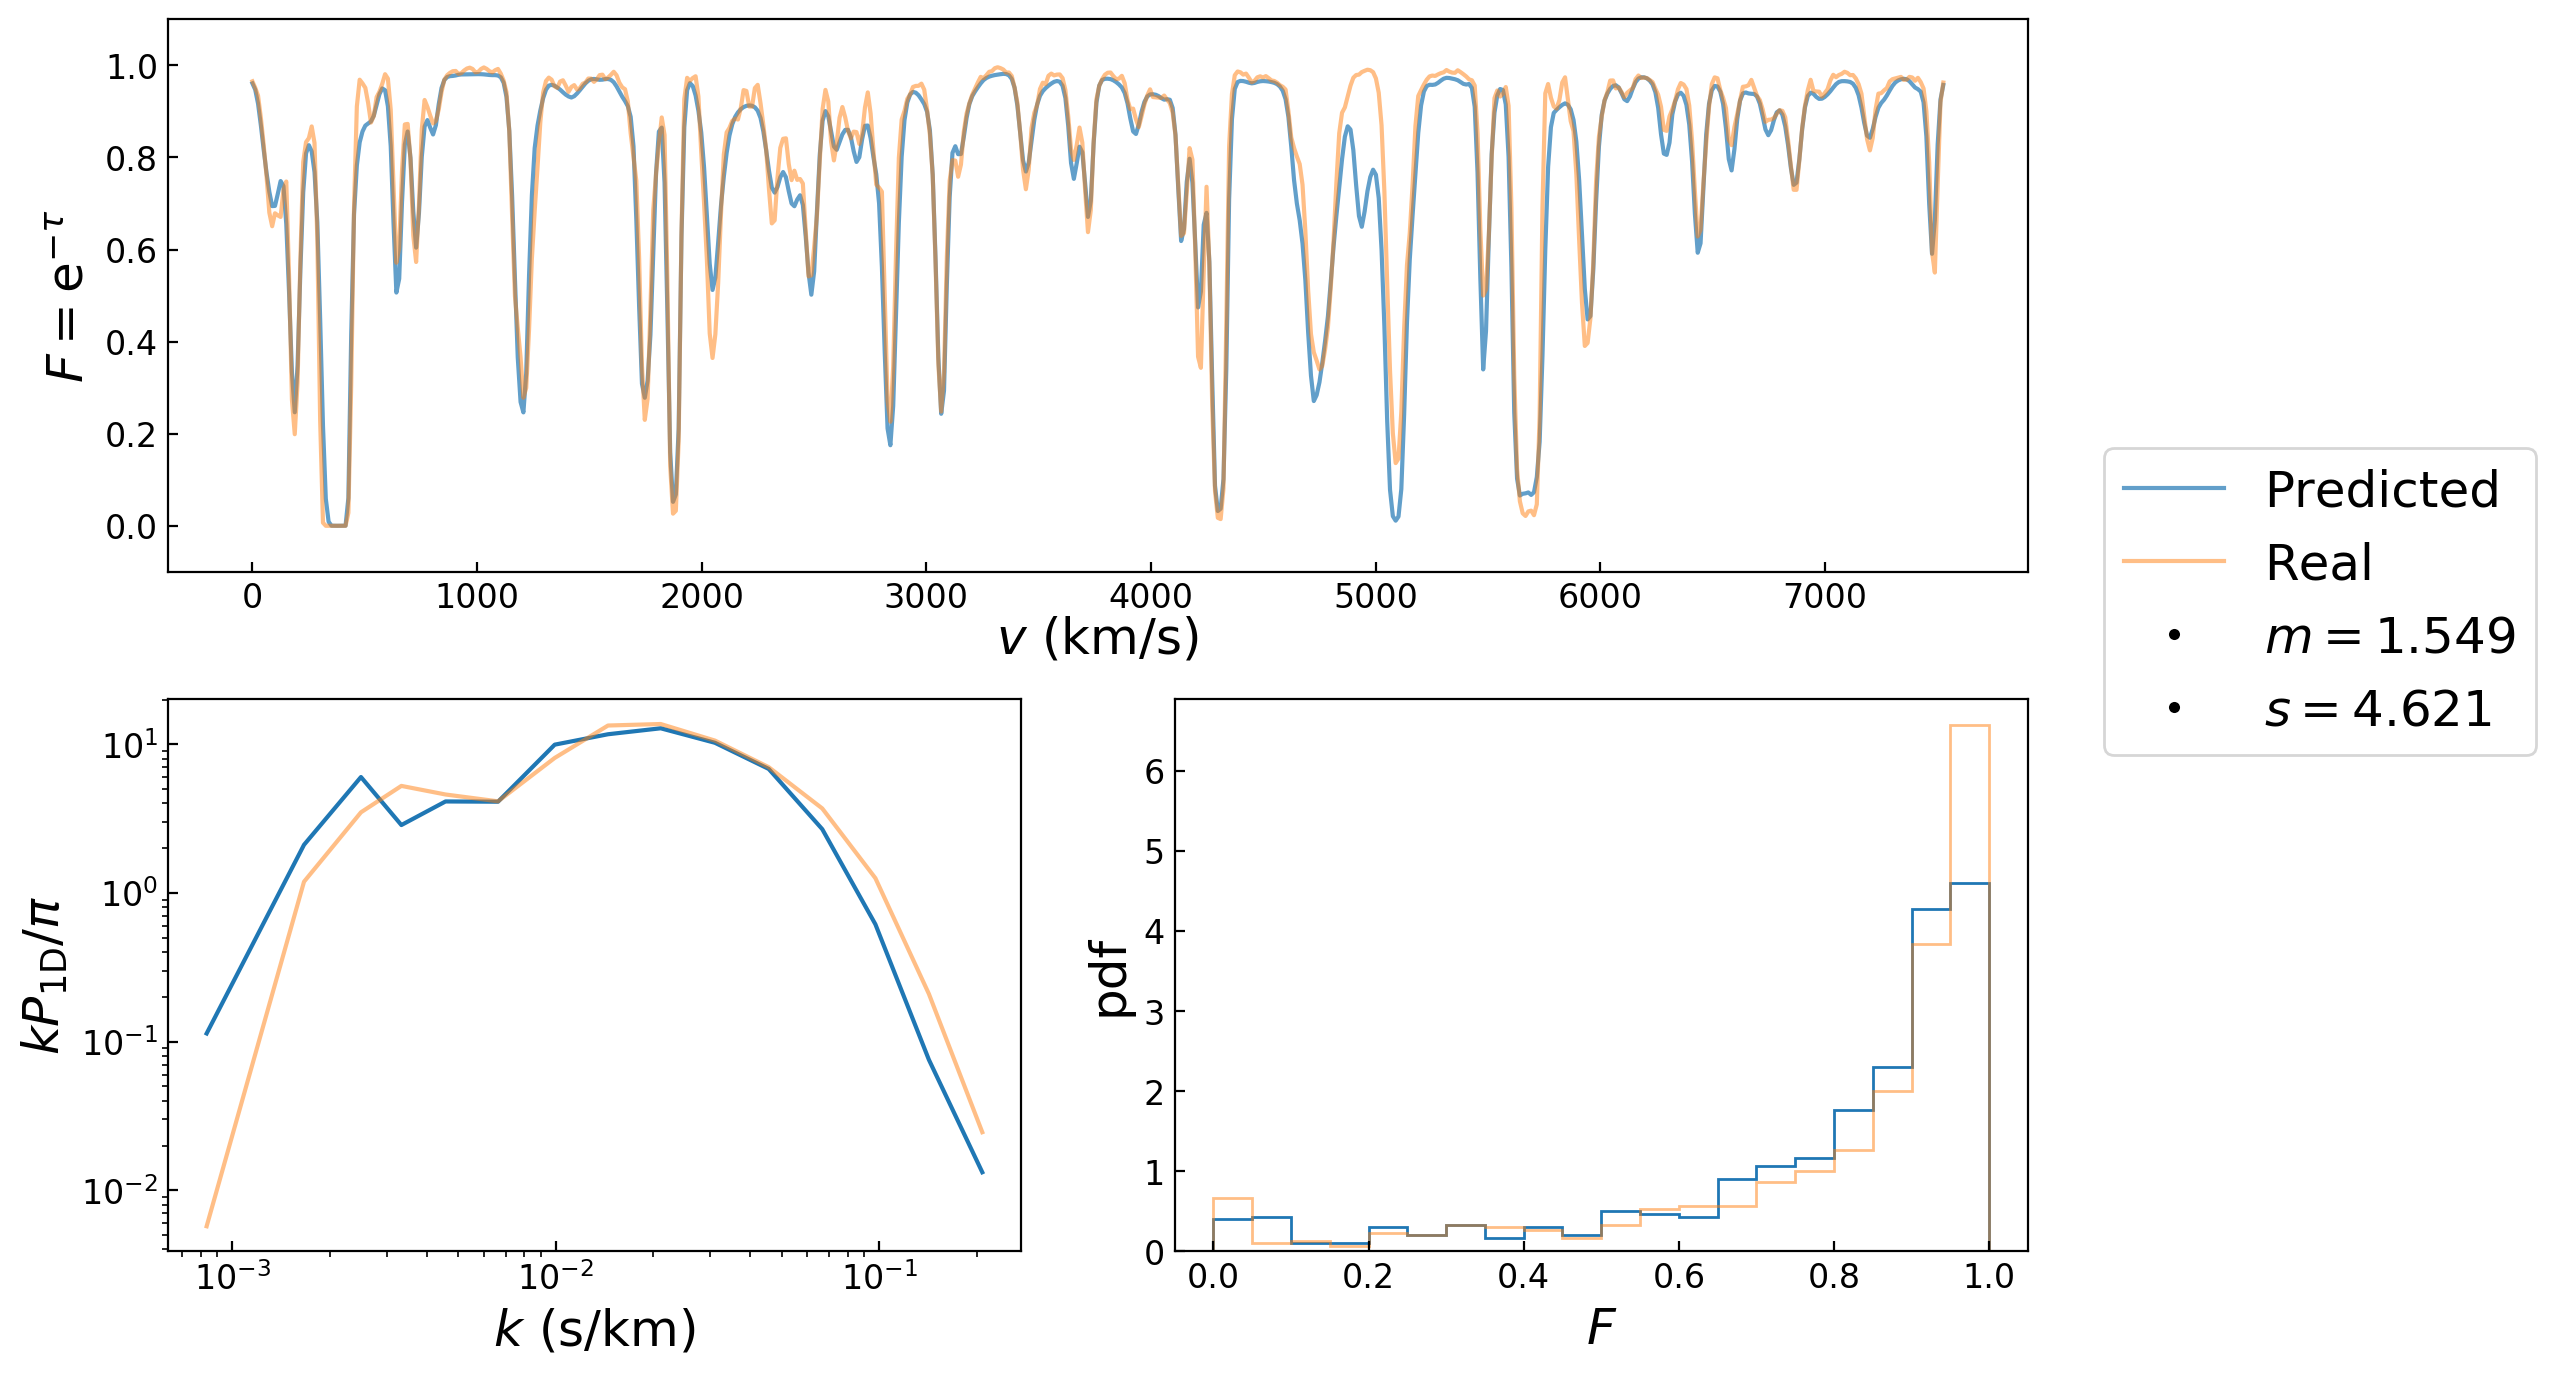 1.0
0.8
0.6
0.4
0.2
0.0
F = e^{−τ}
0 1000 2000 3000 4000 5000 6000 7000
v (km/s)
Predicted
Real
m = 1.549
s = 4.621
10^1
10^0
10^{−1}
10^{−2}
kP_{1D}/π
10^{−3} 10^{−2} 10^{−1}
k (s/km)
6
5
4
3
2
1
0
pdf
0.0 0.2 0.4 0.6 0.8 1.0
F